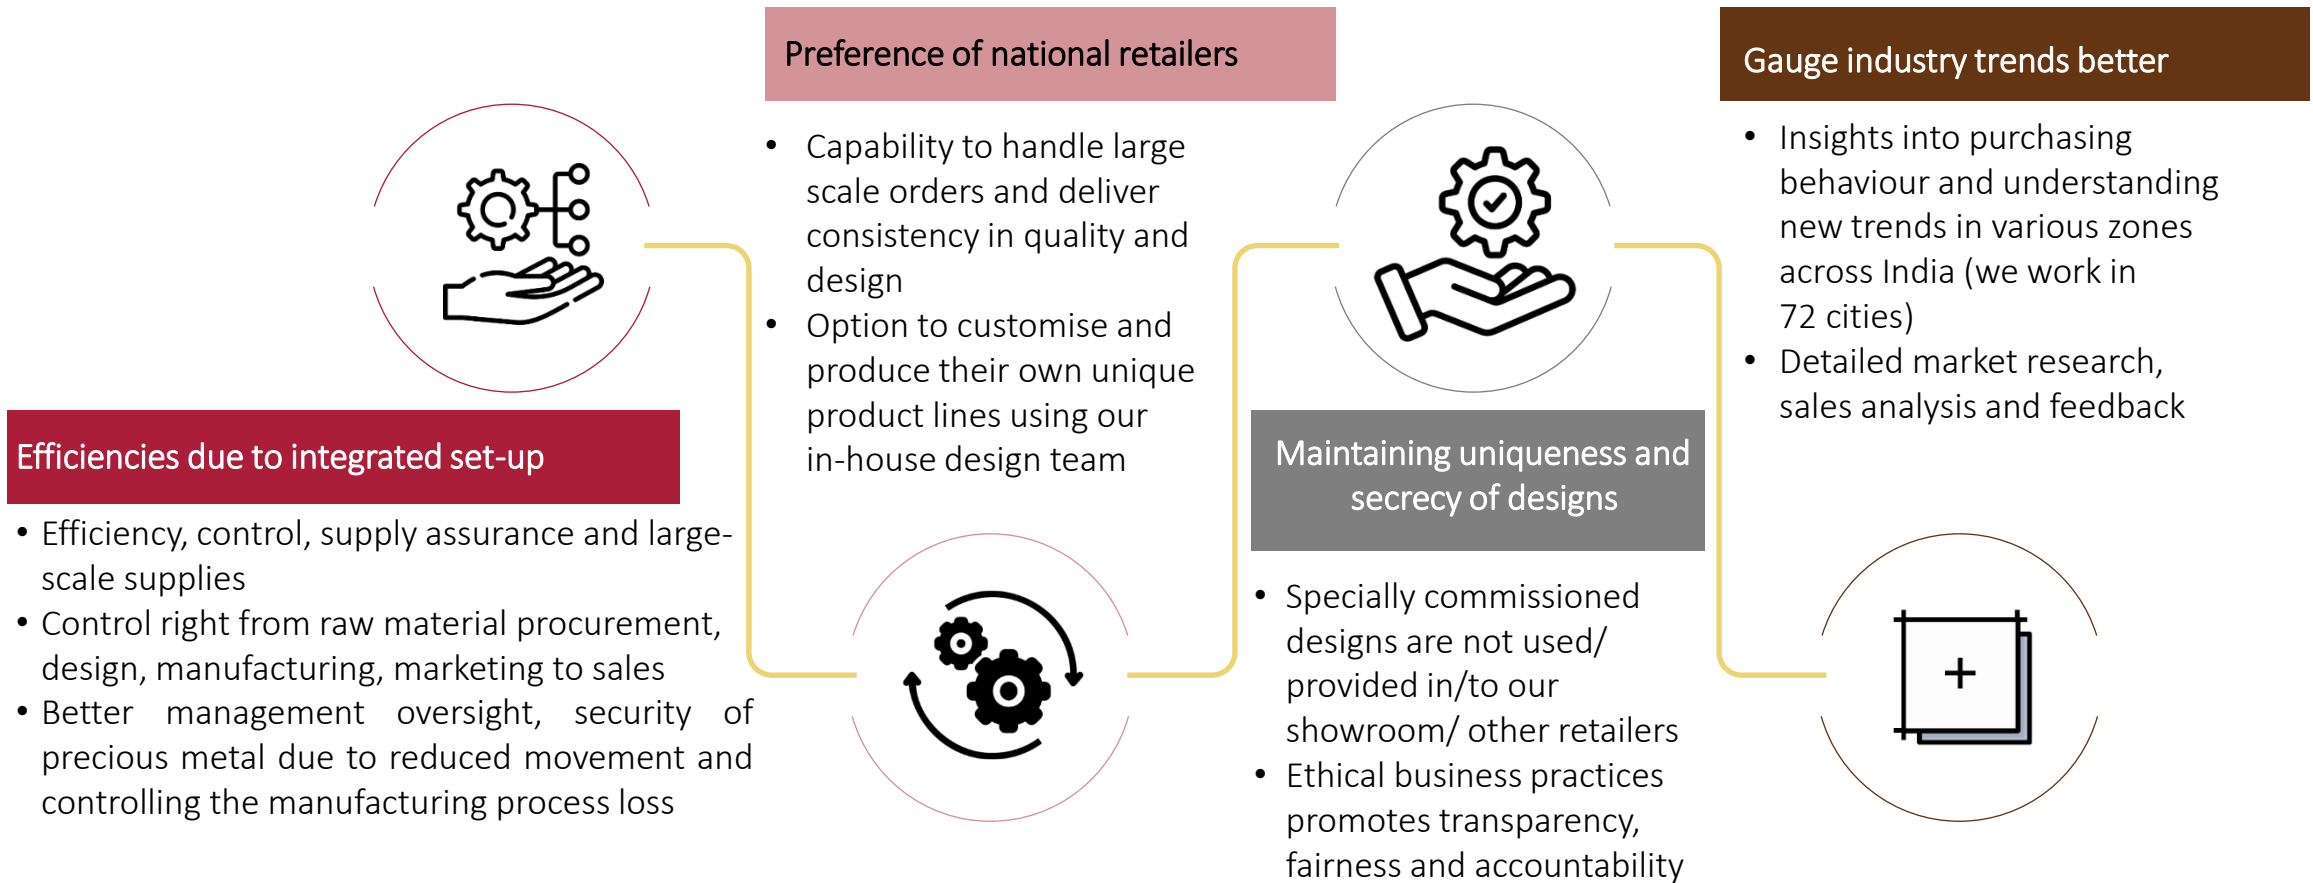 Preference of national retailers
• Capability to handle large
scale orders and deliver
consistency in quality and
design
• Option to customise and
produce their own unique
product lines using our
in-house design team
Gauge industry trends better
• Insights into purchasing
behaviour and understanding
new trends in various zones
across India (we work in
72 cities)
• Detailed market research,
sales analysis and feedback
Efficiencies due to integrated set-up
• Efficiency, control, supply assurance and large-
scale supplies
• Control right from raw material procurement,
design, manufacturing, marketing to sales
• Better management oversight, security of
precious metal due to reduced movement and
controlling the manufacturing process loss
Maintaining uniqueness and
secrecy of designs
• Specially commissioned
designs are not used/
provided in/to our
showroom/ other retailers
• Ethical business practices
promotes transparency,
fairness and accountability